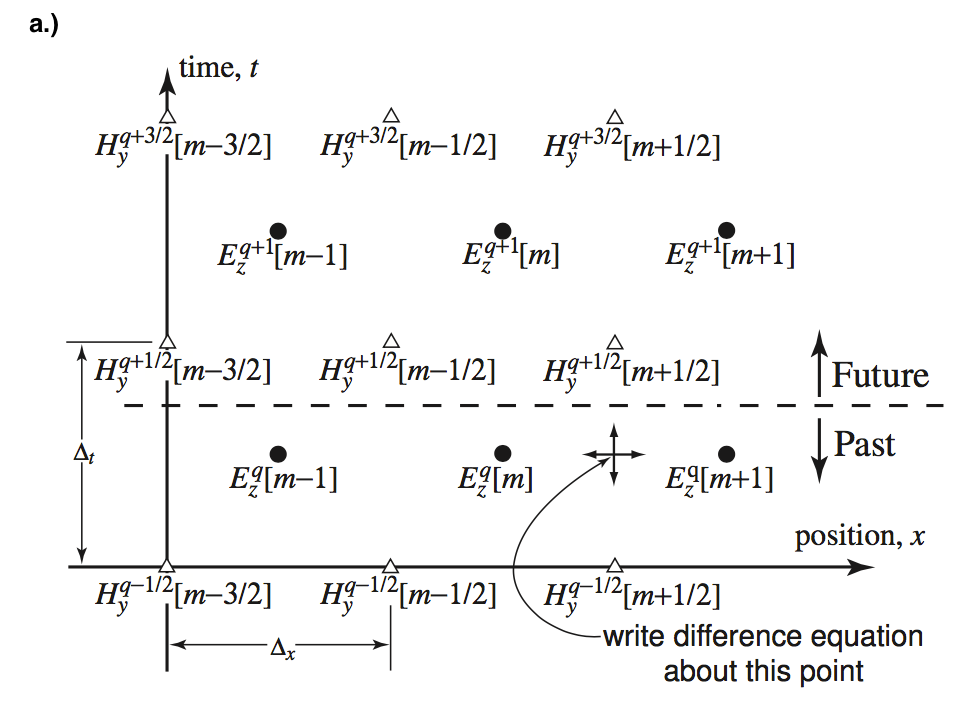 a.)
time, t
H_y^{q+3/2}[m–3/2] H_y^{q+3/2}[m–1/2] H_y^{q+3/2}[m+1/2]
E_z^{q+1}[m–1] E_z^{q+1}[m] E_z^{q+1}[m+1]
H_y^{q+1/2}[m–3/2] H_y^{q+1/2}[m–1/2] H_y^{q+1/2}[m+1/2]
Future
Past
Δ_t
E_z^q[m–1] E_z^q[m] E_z^q[m+1]
position, x
H_y^{q–1/2}[m–3/2] H_y^{q–1/2}[m–1/2] H_y^{q–1/2}[m+1/2]
Δ_x
write difference equation
about this point